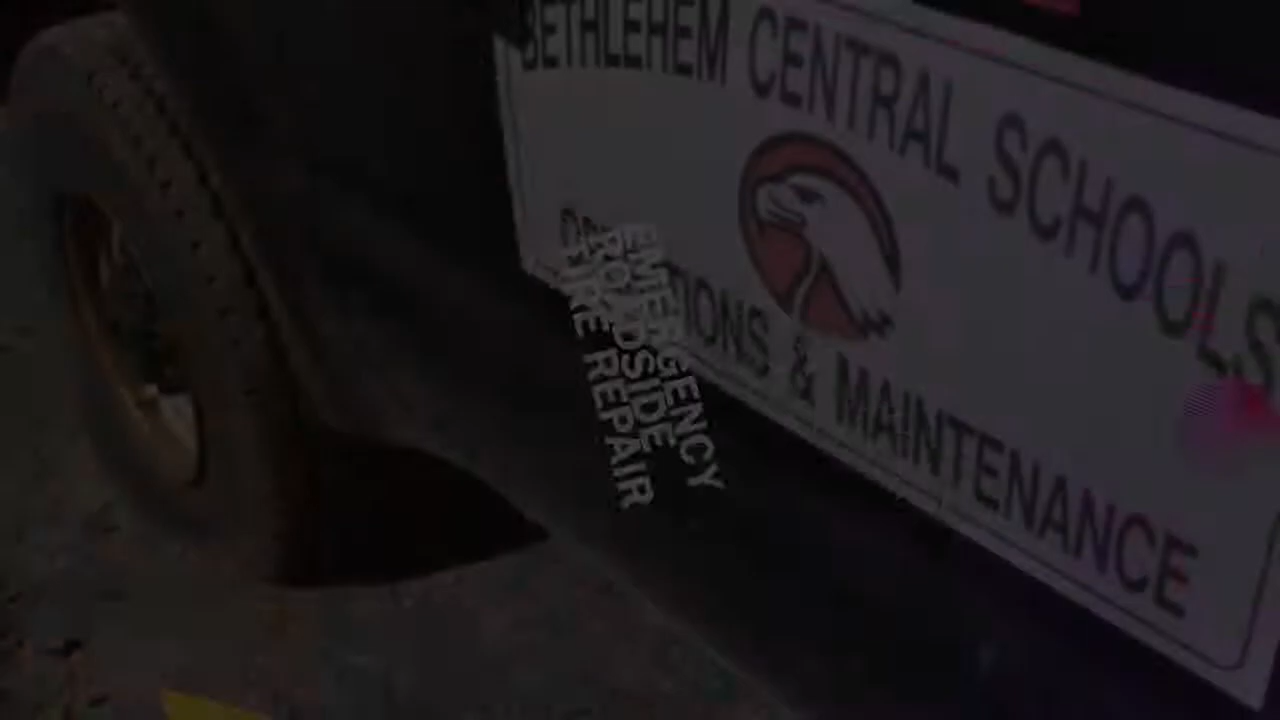 BETHLEHEM CENTRAL SCHOOLS
& MAINTENANCE
EMERGENCY
ROADSIDE
TIRE REPAIR